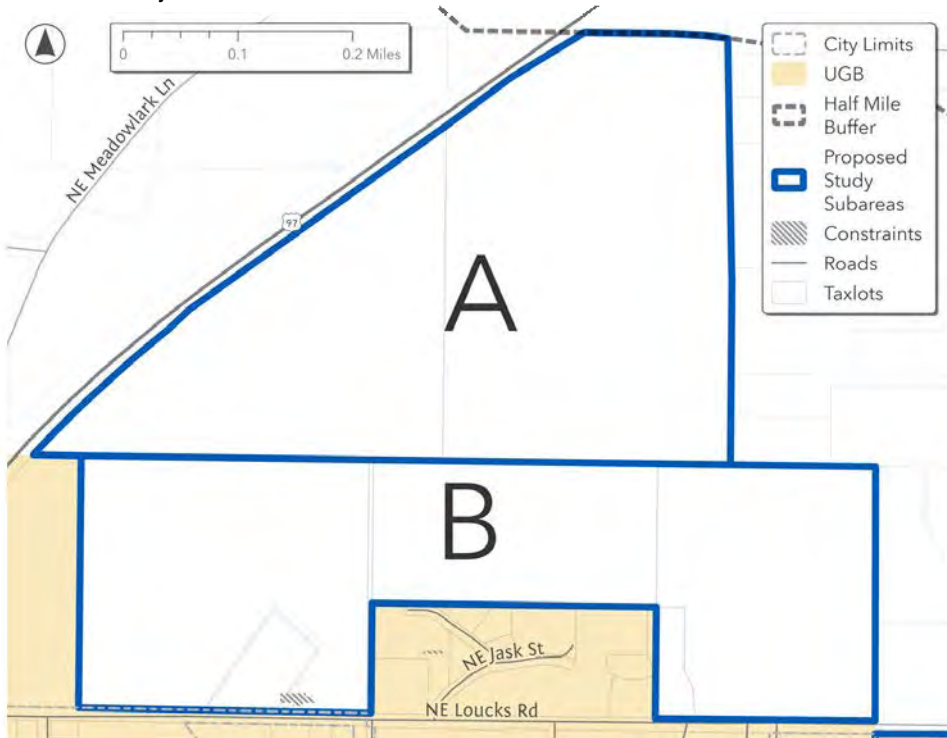 0 0.1 0.2 Miles
City Limits
UGB
Half Mile
Buffer
Proposed
Study
Subareas
Constraints
Roads
Taxlots
NE Meadowlark Ln
97
A
B
NE Jask St
NE Loucks Rd